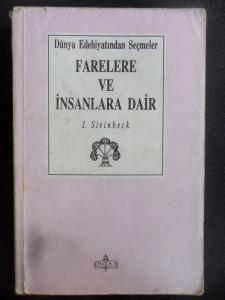 Dünya Edebiyatından Seçmeler
FARELERE
VE
İNSANLARA DAİR
J. Steinbeck